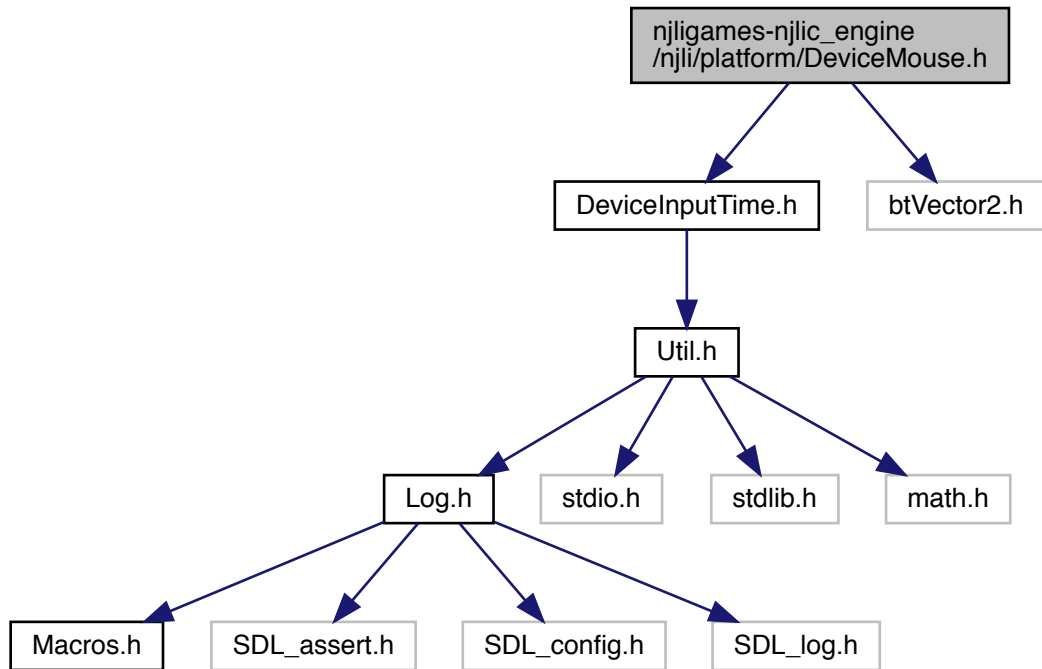 njligames-njlic_engine
/njli/platform/DeviceMouse.h
DeviceInputTime.h
btVector2.h
Util.h
Log.h
stdio.h
stdlib.h
math.h
Macros.h
SDL_assert.h
SDL_config.h
SDL_log.h